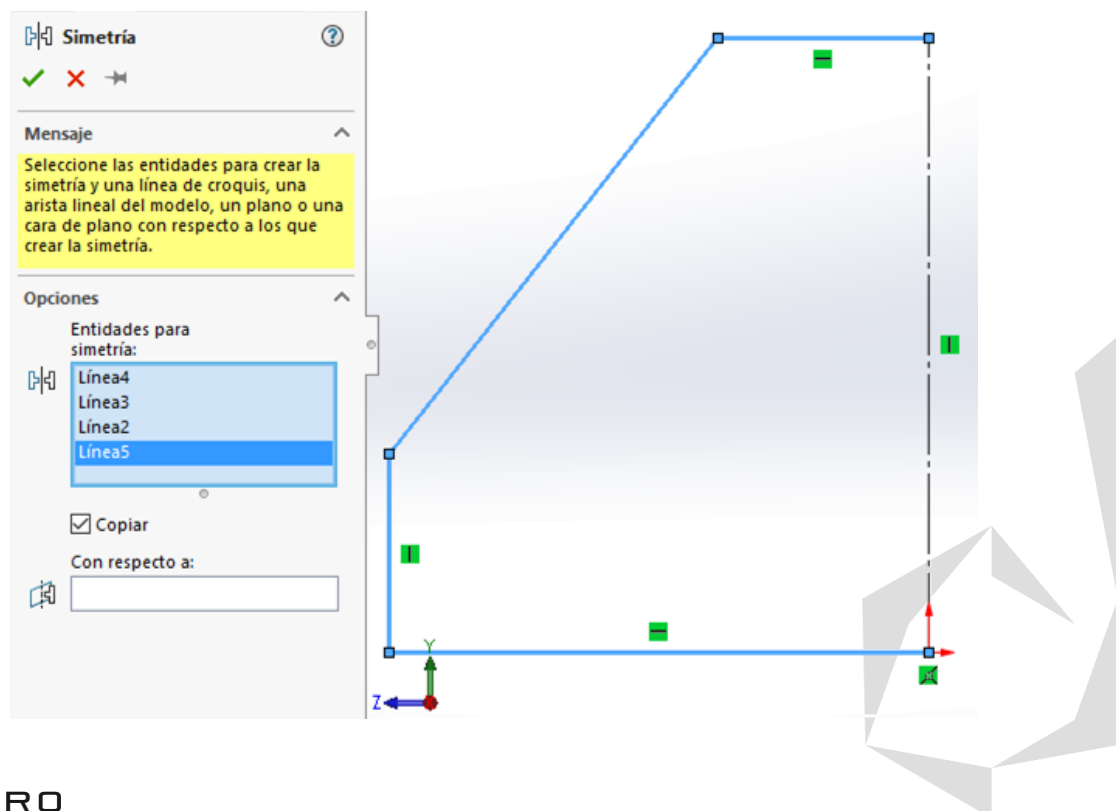 Simetría
Mensaje
Seleccione las entidades para crear la
simetría y una línea de croquis, una
arista lineal del modelo, un plano o una
cara de plano con respecto a los que
crear la simetría.
Opciones
Entidades para
simetría:
Línea4
Línea3
Línea2
Línea5
Copiar
Con respecto a:
Y
Z
RO